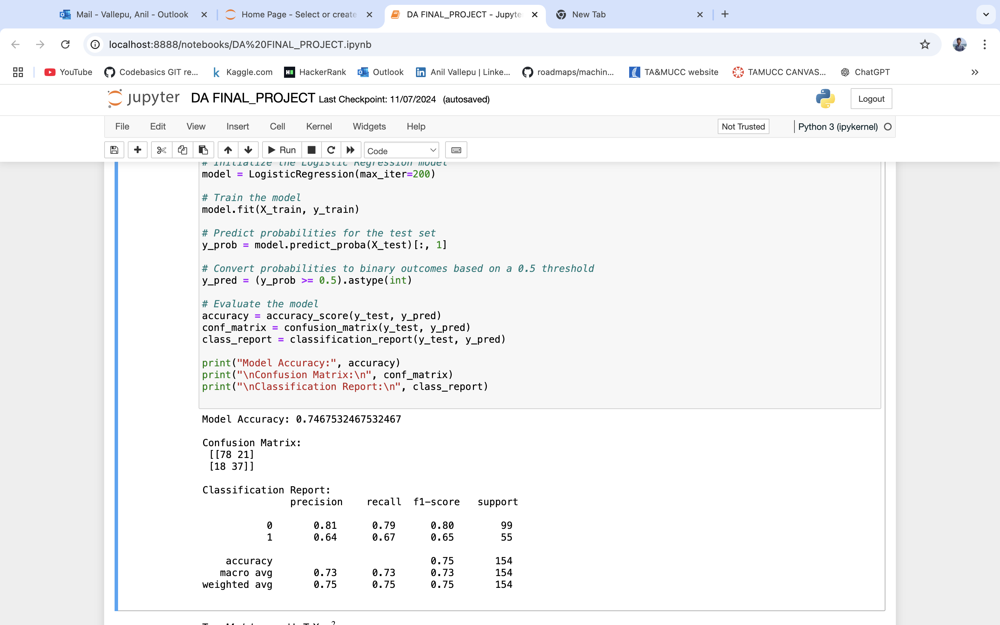 Mail - Vallepu, Anil - Outlook
Home Page - Select or create
DA FINAL_PROJECT - Jupyte
New Tab
localhost:8888/notebooks/DA%20FINAL_PROJECT.ipynb
YouTube
Codebasics GIT re...
Kaggle.com
HackerRank
Outlook
Anil Vallepu | Linke...
roadmaps/machin...
TA&MUCC website
TAMUCC CANVAS...
ChatGPT
jupyter DA FINAL_PROJECT Last Checkpoint: 11/07/2024 (autosaved)
Logout
File Edit View Insert Cell Kernel Widgets Help
Not Trusted
Python 3 (ipykernel)
Run
Code
# Initialize the Logistic Regression model
model = LogisticRegression(max_iter=200)
# Train the model
model.fit(X_train, y_train)
# Predict probabilities for the test set
y_prob = model.predict_proba(X_test)[:, 1]
# Convert probabilities to binary outcomes based on a 0.5 threshold
y_pred = (y_prob >= 0.5).astype(int)
# Evaluate the model
accuracy = accuracy_score(y_test, y_pred)
conf_matrix = confusion_matrix(y_test, y_pred)
class_report = classification_report(y_test, y_pred)
print("Model Accuracy:", accuracy)
print("\nConfusion Matrix:\n", conf_matrix)
print("\nClassification Report:\n", class_report)
Model Accuracy: 0.7467532467532467
Confusion Matrix:
[[78 21]
[18 37]]
Classification Report:
precision recall f1-score support
0 0.81 0.79 0.80 99
1 0.64 0.67 0.65 55
accuracy 0.75 154
macro avg 0.73 0.73 0.73 154
weighted avg 0.75 0.75 0.75 154